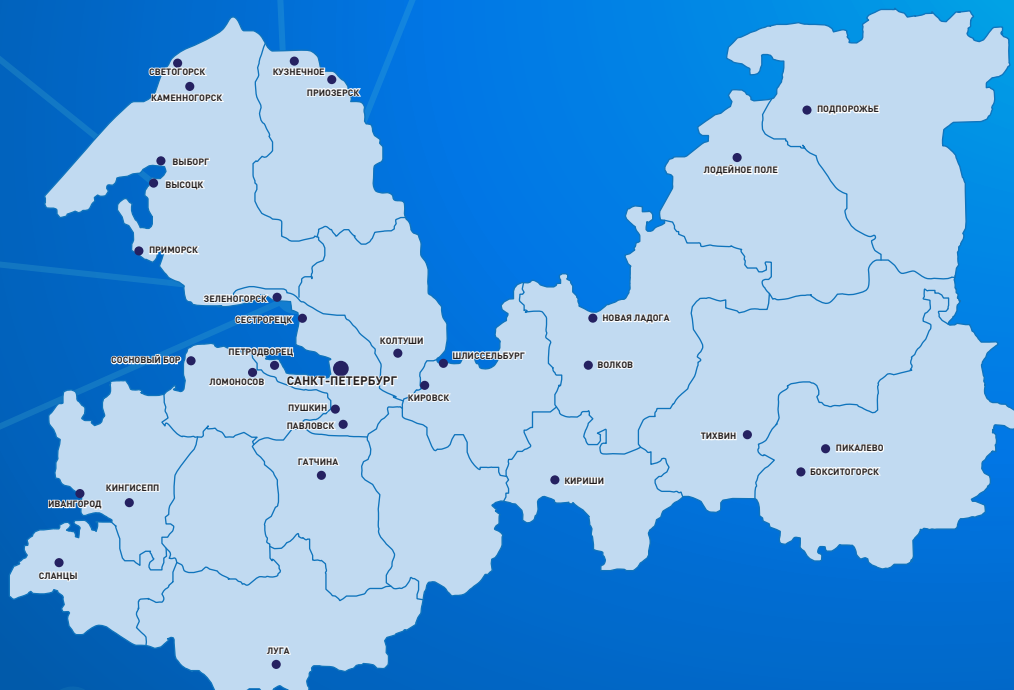 СВЕТОГОРСК
КУЗНЕЧНОЕ
ПРИОЗЕРСК
КАМЕННОГОРСК
ПОДПОРОЖЬЕ
ВЫБОРГ
ЛОДЕЙНОЕ ПОЛЕ
ВЫСОЦК
ПРИМОРСК
ЗЕЛЕНОГОРСК
СЕСТРОРЕЦК
НОВАЯ ЛАДОГА
КОЛТУШИ
ПЕТРОДВОРЕЦ
ШЛИССЕЛЬБУРГ
СОСНОВЫЙ БОР
ВОЛКОВ
ЛОМОНОСОВ
САНКТ-ПЕТЕРБУРГ
КИРОВСК
ПУШКИН
ПАВЛОВСК
ТИХВИН
ПИКАЛЕВО
ГАТЧИНА
БОКСИТОГОРСК
КИРИШИ
КИНГИСЕПП
ИВАНГОРОД
СЛАНЦЫ
ЛУГА